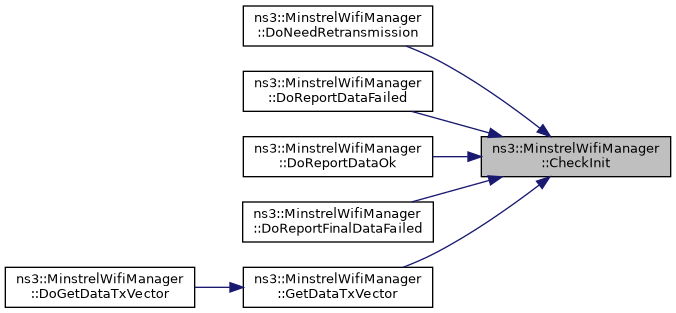 ns3::MinstrelWifiManager
::DoNeedRetransmission
ns3::MinstrelWifiManager
::DoReportDataFailed
ns3::MinstrelWifiManager
::DoReportDataOk
ns3::MinstrelWifiManager
::CheckInit
ns3::MinstrelWifiManager
::DoReportFinalDataFailed
ns3::MinstrelWifiManager
::DoGetDataTxVector
ns3::MinstrelWifiManager
::GetDataTxVector